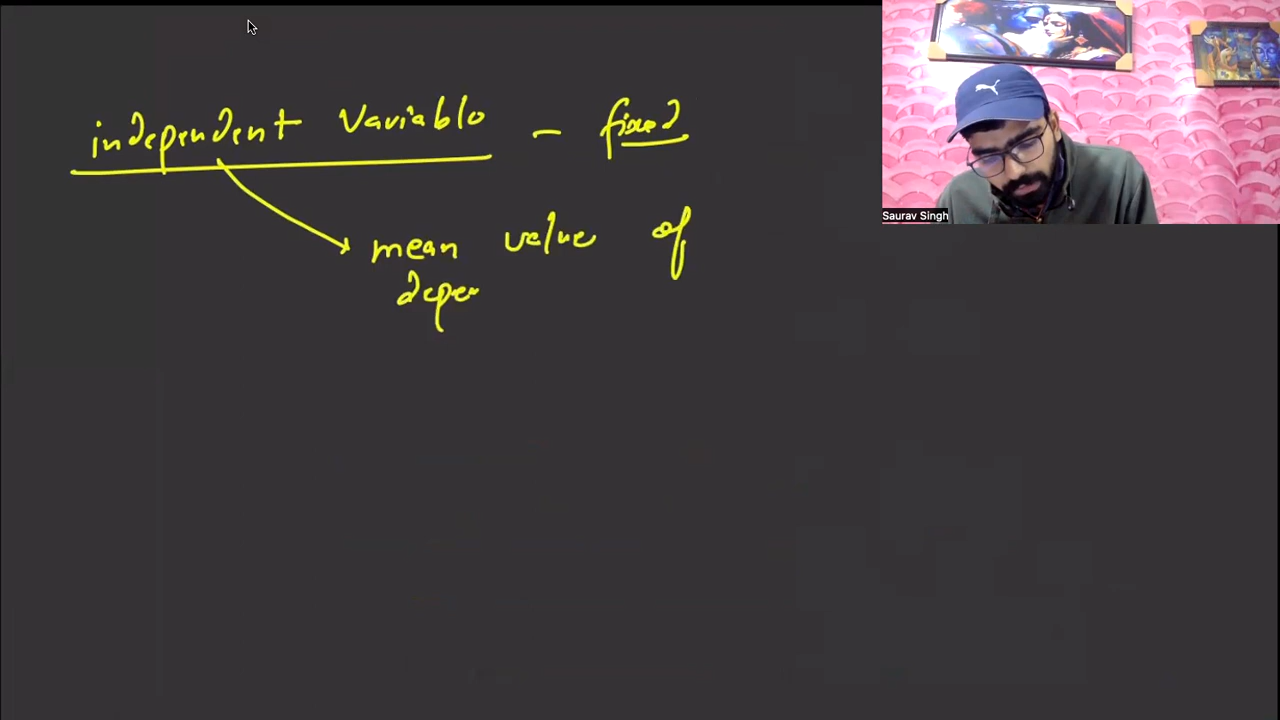 independent variable - fixed
mean value of
depen
Saurav Singh